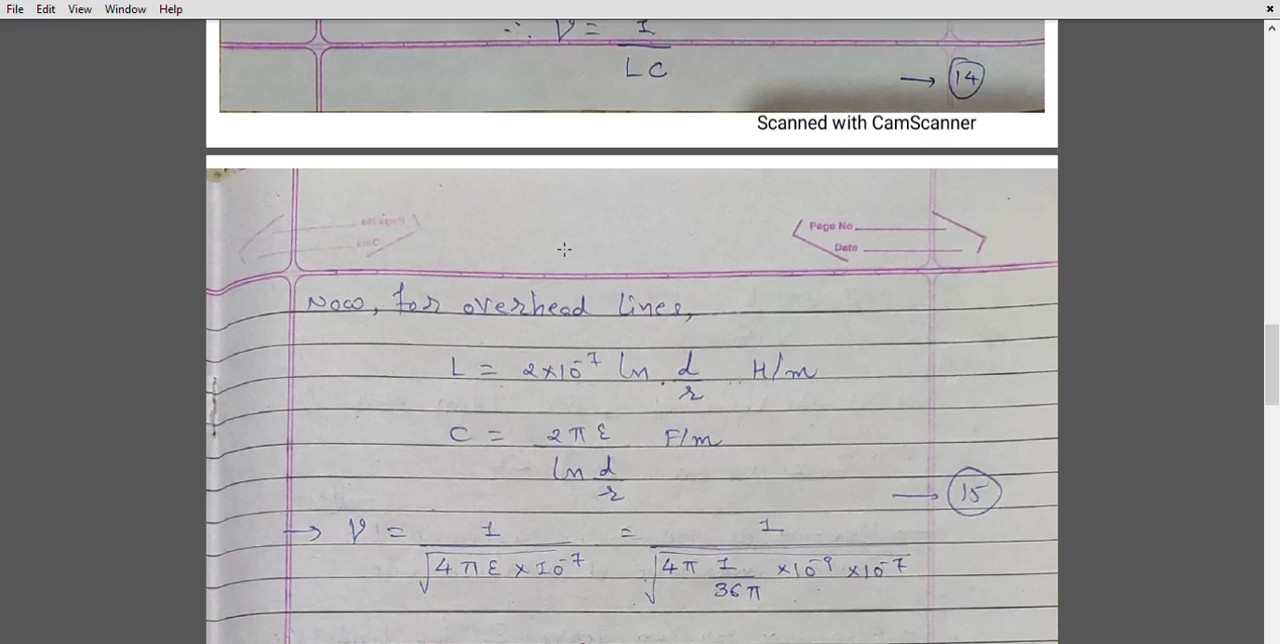 File Edit View Window Help
∴ V = 1
LC
→ 14
Scanned with CamScanner
Page No
Date
Now, for overhead lines,
L = 2×10⁻⁷ ln d/r H/m
C = 2πε F/m
ln d/r
→ 15
→ V = 1 = 1
√4πε×10⁻⁷ √4π 1/36π ×10⁻⁹ ×10⁻⁷